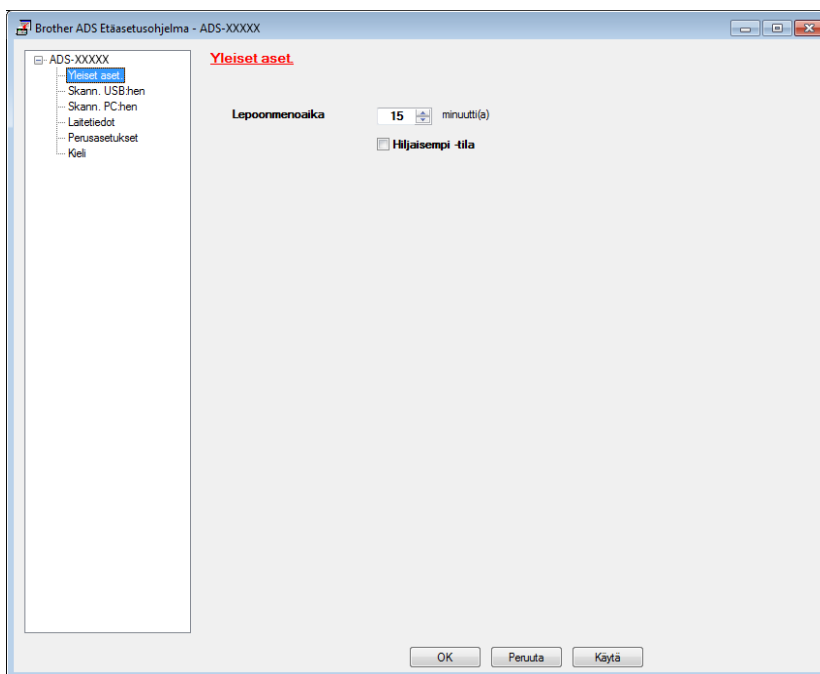 Brother ADS Etäasetusohjelma - ADS-XXXXX
ADS-XXXXX
Yleiset aset.
Skann. USB:hen
Skann. PC:hen
Laitetiedot
Perusasetukset
Kieli
Yleiset aset.
Lepoonmenoaika 15 minuutti(a)
Hiljaisempi -tila
OK Peruuta Käytä